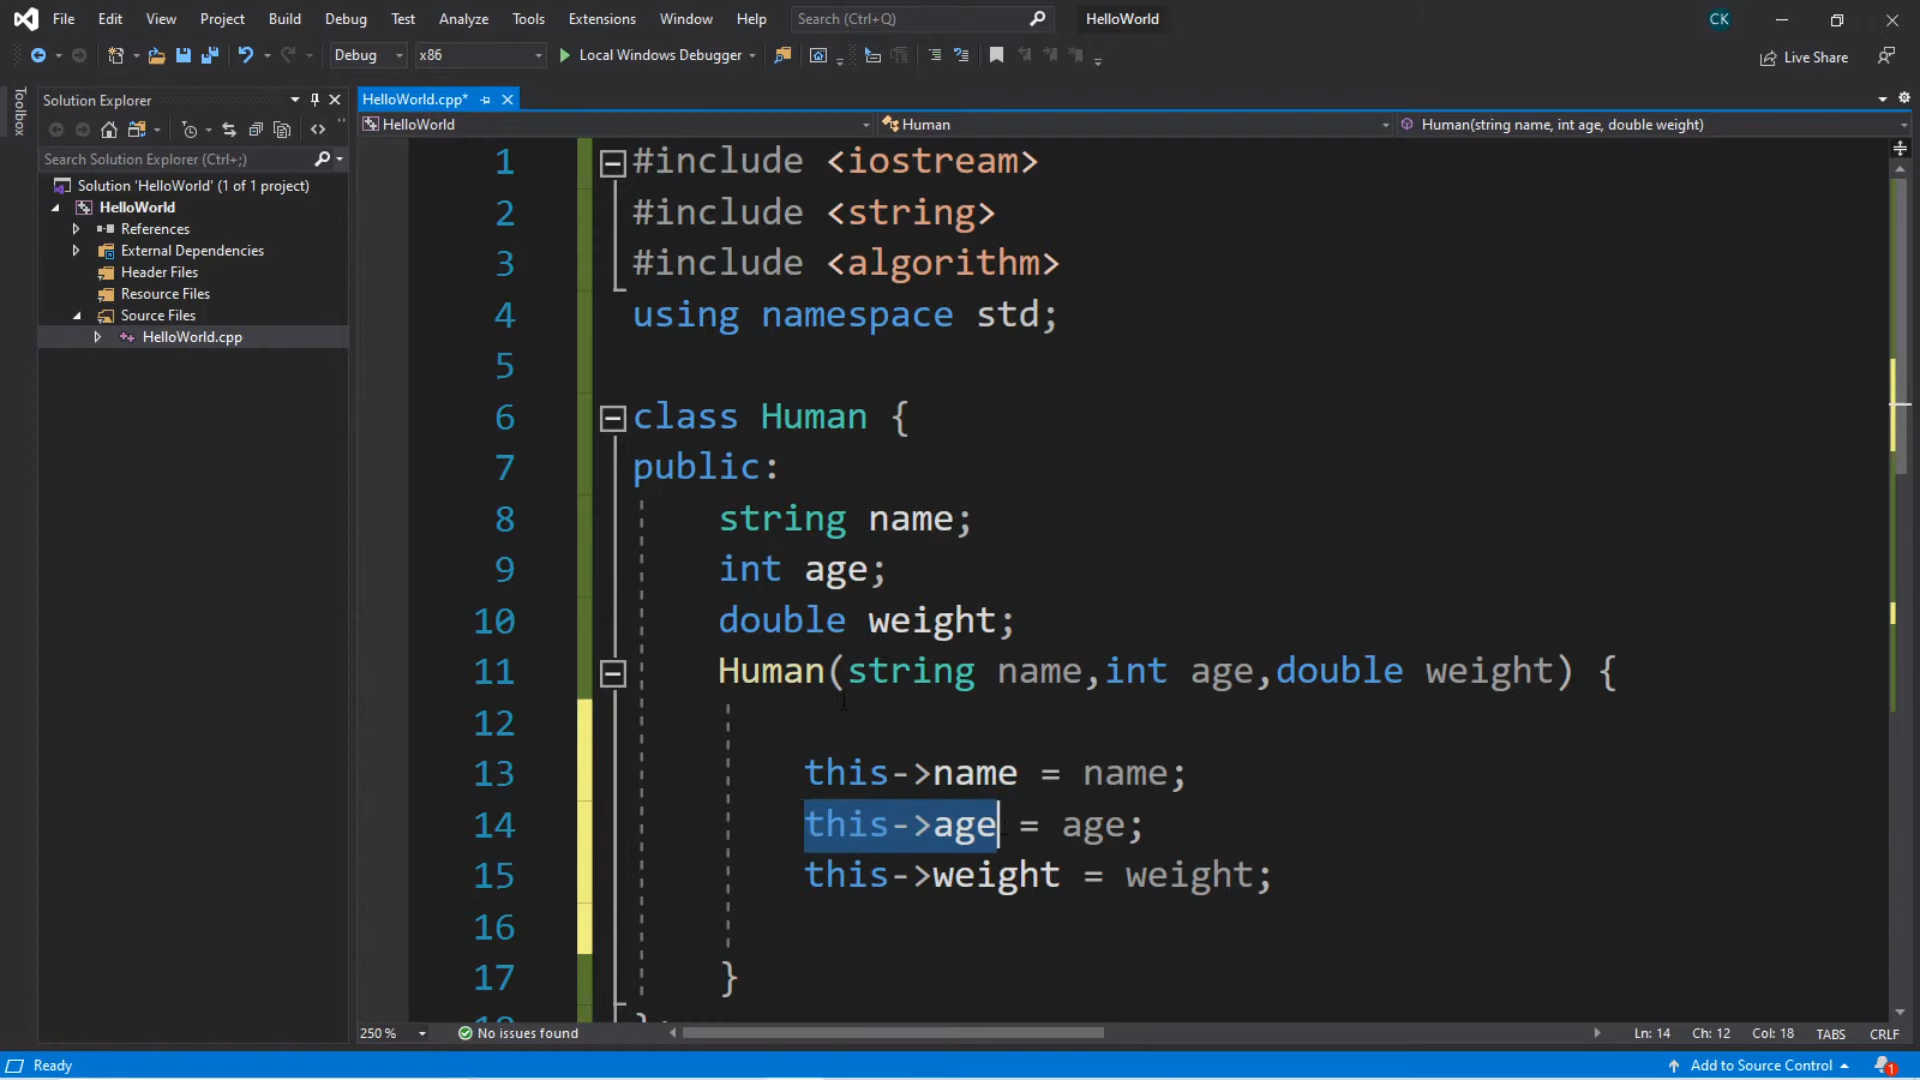 File Edit View Project Build Debug Test Analyze Tools Extensions Window Help Search (Ctrl+Q) HelloWorld CK
Debug x86 Local Windows Debugger Live Share
Toolbox
Solution Explorer
Search Solution Explorer (Ctrl+;)
Solution 'HelloWorld' (1 of 1 project)
HelloWorld
References
External Dependencies
Header Files
Resource Files
Source Files
HelloWorld.cpp
HelloWorld.cpp*
HelloWorld Human Human(string name, int age, double weight)
1 #include <iostream>
2 #include <string>
3 #include <algorithm>
4 using namespace std;
5
6 class Human {
7 public:
8 string name;
9 int age;
10 double weight;
11 Human(string name,int age,double weight) {
12
13 this->name = name;
14 this->age = age;
15 this->weight = weight;
16
17 }
250 % No issues found Ln: 14 Ch: 12 Col: 18 TABS CRLF
Ready Add to Source Control 1